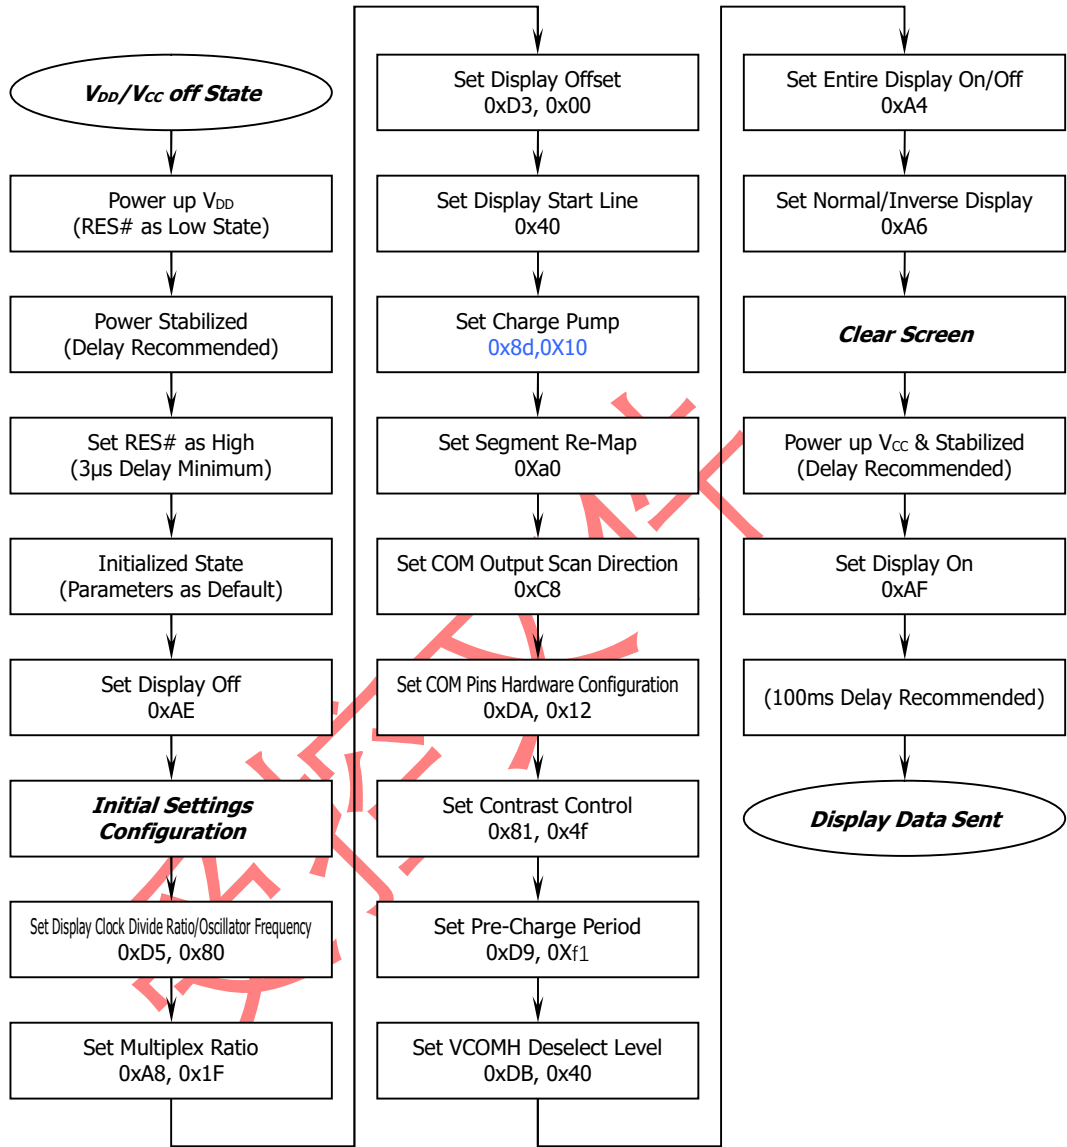 V_DD/V_CC off State
Power up V_DD
(RES# as Low State)
Power Stabilized
(Delay Recommended)
Set RES# as High
(3μs Delay Minimum)
Initialized State
(Parameters as Default)
Set Display Off
0xAE
Initial Settings
Configuration
Set Display Clock Divide Ratio/Oscillator Frequency
0xD5, 0x80
Set Multiplex Ratio
0xA8, 0x1F
Set Display Offset
0xD3, 0x00
Set Display Start Line
0x40
Set Charge Pump
0x8d,0X10
Set Segment Re-Map
0Xa0
Set COM Output Scan Direction
0xC8
Set COM Pins Hardware Configuration
0xDA, 0x12
Set Contrast Control
0x81, 0x4f
Set Pre-Charge Period
0xD9, 0Xf1
Set VCOMH Deselect Level
0xDB, 0x40
Set Entire Display On/Off
0xA4
Set Normal/Inverse Display
0xA6
Clear Screen
Power up V_CC & Stabilized
(Delay Recommended)
Set Display On
0xAF
(100ms Delay Recommended)
Display Data Sent